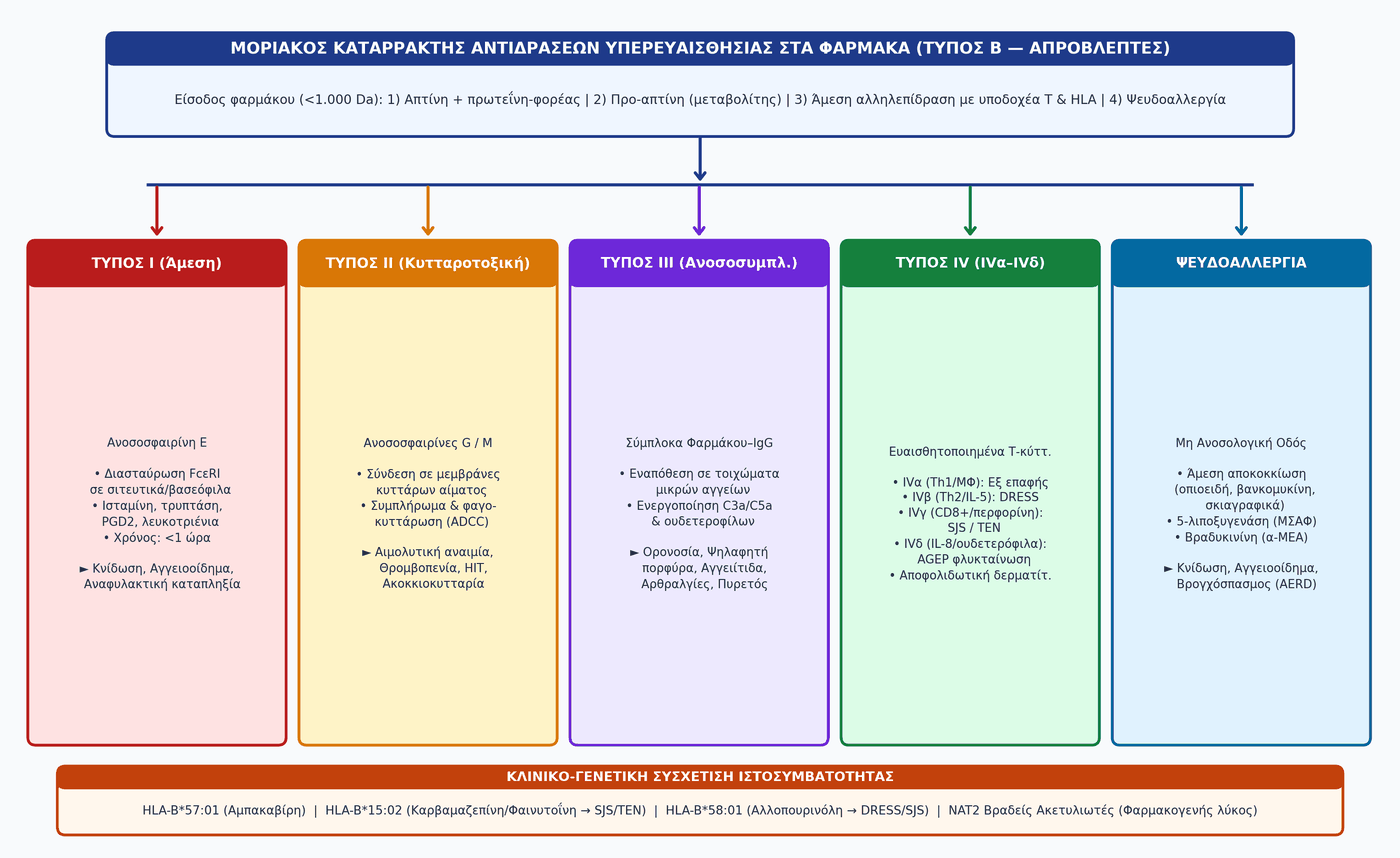 ΜΟΡΙΑΚΟΣ ΚΑΤΑΡΡΑΚΤΗΣ ΑΝΤΙΔΡΑΣΕΩΝ ΥΠΕΡΕΥΑΙΣΘΗΣΙΑΣ ΣΤΑ ΦΑΡΜΑΚΑ (ΤΥΠΟΣ Β — ΑΠΡΟΒΛΕΠΤΕΣ)
Είσοδος φαρμάκου (<1.000 Da): 1) Απτίνη + πρωτεΐνη-φορέας | 2) Προ-απτίνη (μεταβολίτης) | 3) Άμεση αλληλεπίδραση με υποδοχέα Τ & HLA | 4) Ψευδοαλλεργία
ΤΥΠΟΣ Ι (Άμεση)
Ανοσοσφαιρίνη Ε
• Διασταύρωση FcεRI
σε σιτευτικά/βασεόφιλα
• Ισταμίνη, τρυπτάση,
PGD2, λευκοτριένια
• Χρόνος: <1 ώρα
► Κνίδωση, Αγγειοοίδημα,
Αναφυλακτική καταπληξία
ΤΥΠΟΣ ΙΙ (Κυτταροτοξική)
Ανοσοσφαιρίνες G / M
• Σύνδεση σε μεμβράνες
κυττάρων αίματος
• Συμπλήρωμα & φαγο-
κυττάρωση (ADCC)
► Αιμολυτική αναιμία,
Θρομβοπενία, HIT,
Ακοκκιοκυτταρία
ΤΥΠΟΣ ΙΙΙ (Ανοσοσυμπλ.)
Σύμπλοκα Φαρμάκου–IgG
• Εναπόθεση σε τοιχώματα
μικρών αγγείων
• Ενεργοποίηση C3a/C5a
& ουδετεροφίλων
► Ορονοσία, Ψηλαφητή
πορφύρα, Αγγειίτιδα,
Αρθραλγίες, Πυρετός
ΤΥΠΟΣ IV (IVα–IVδ)
Ευαισθητοποιημένα Τ-κύττ.
• IVα (Th1/ΜΦ): Εξ επαφής
• IVβ (Th2/IL-5): DRESS
• IVγ (CD8+/περφορίνη):
SJS / TEN
• IVδ (IL-8/ουδετερόφιλα):
AGEP φλυκταίνωση
• Αποφολιδωτική δερματίτ.
ΨΕΥΔΟΑΛΛΕΡΓΙΑ
Μη Ανοσολογική Οδός
• Άμεση αποκοκκίωση
(οπιοειδή, βανκομυκίνη,
σκιαγραφικά)
• 5-λιποξυγενάση (ΜΣΑΦ)
• Βραδυκινίνη (α-ΜΕΑ)
► Κνίδωση, Αγγειοοίδημα,
Βρογχόσπασμος (AERD)
ΚΛΙΝΙΚΟ-ΓΕΝΕΤΙΚΗ ΣΥΣΧΕΤΙΣΗ ΙΣΤΟΣΥΜΒΑΤΟΤΗΤΑΣ
HLA-B*57:01 (Αμπακαβίρη) | HLA-B*15:02 (Καρβαμαζεπίνη/Φαινυτοΐνη → SJS/TEN) | HLA-B*58:01 (Αλλοπουρινόλη → DRESS/SJS) | NAT2 Βραδείς Ακετυλιωτές (Φαρμακογενής λύκος)